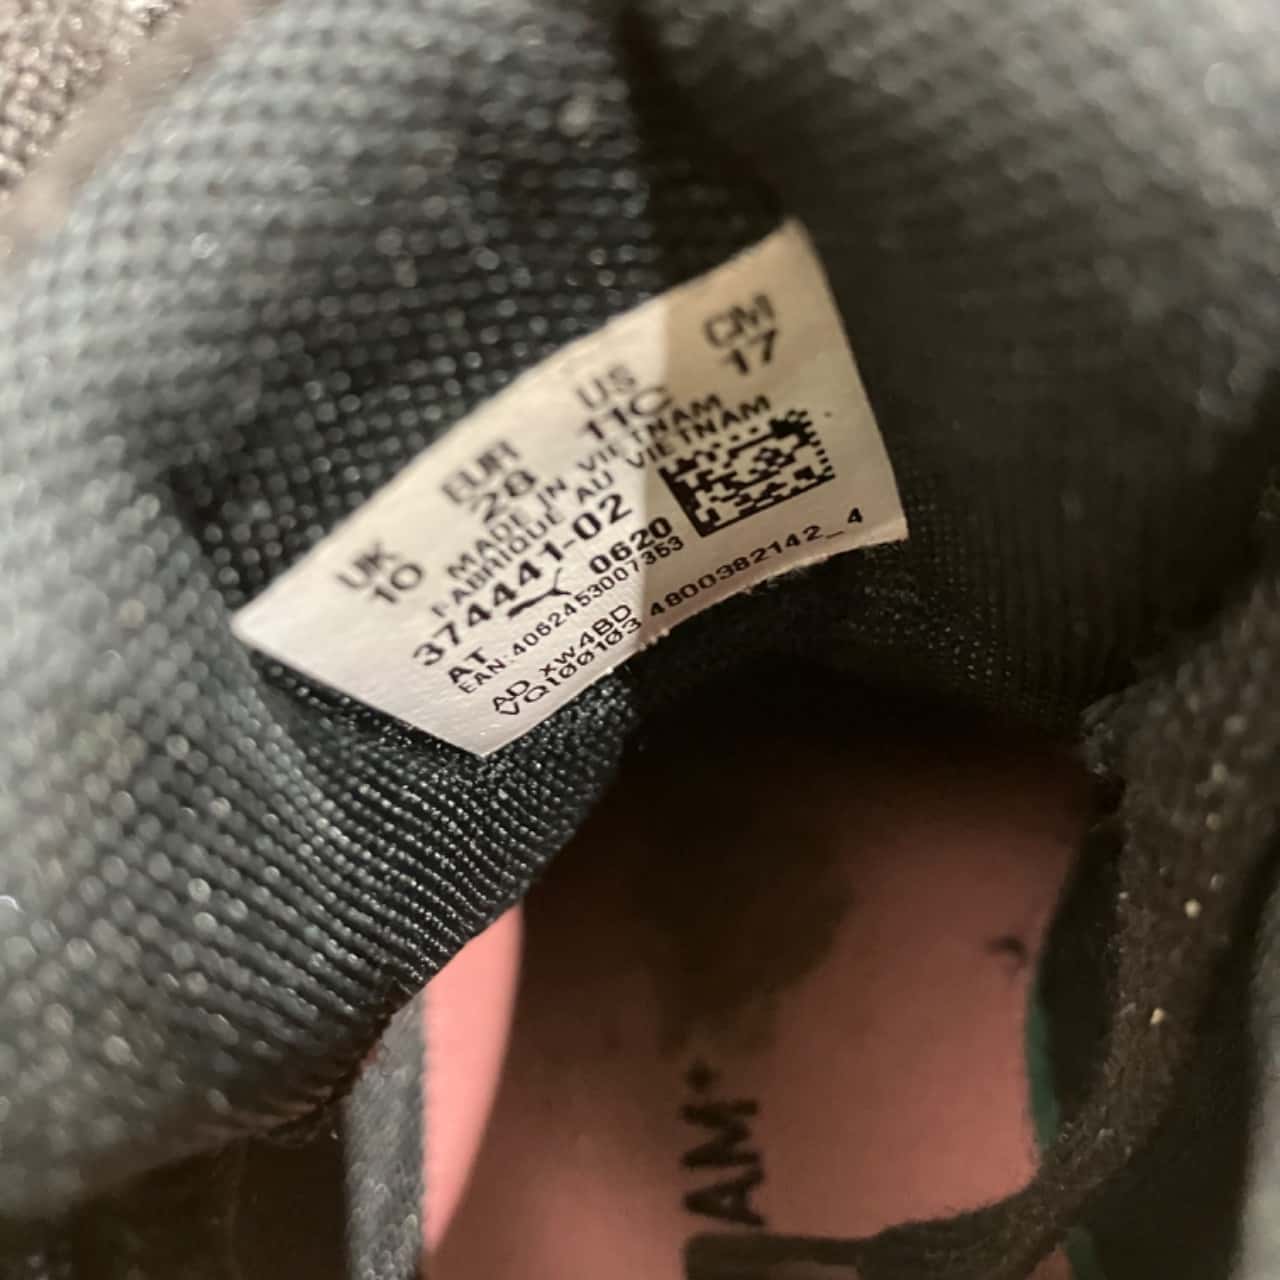 UK EUR US CM
10 28 11C 17
MADE IN VIETNAM
FABRIQUE AU VIETNAM
374441-02
AT 0620
EAN:4062453007353
AD xw4BD 4800382142_4
VQ100103
AM+